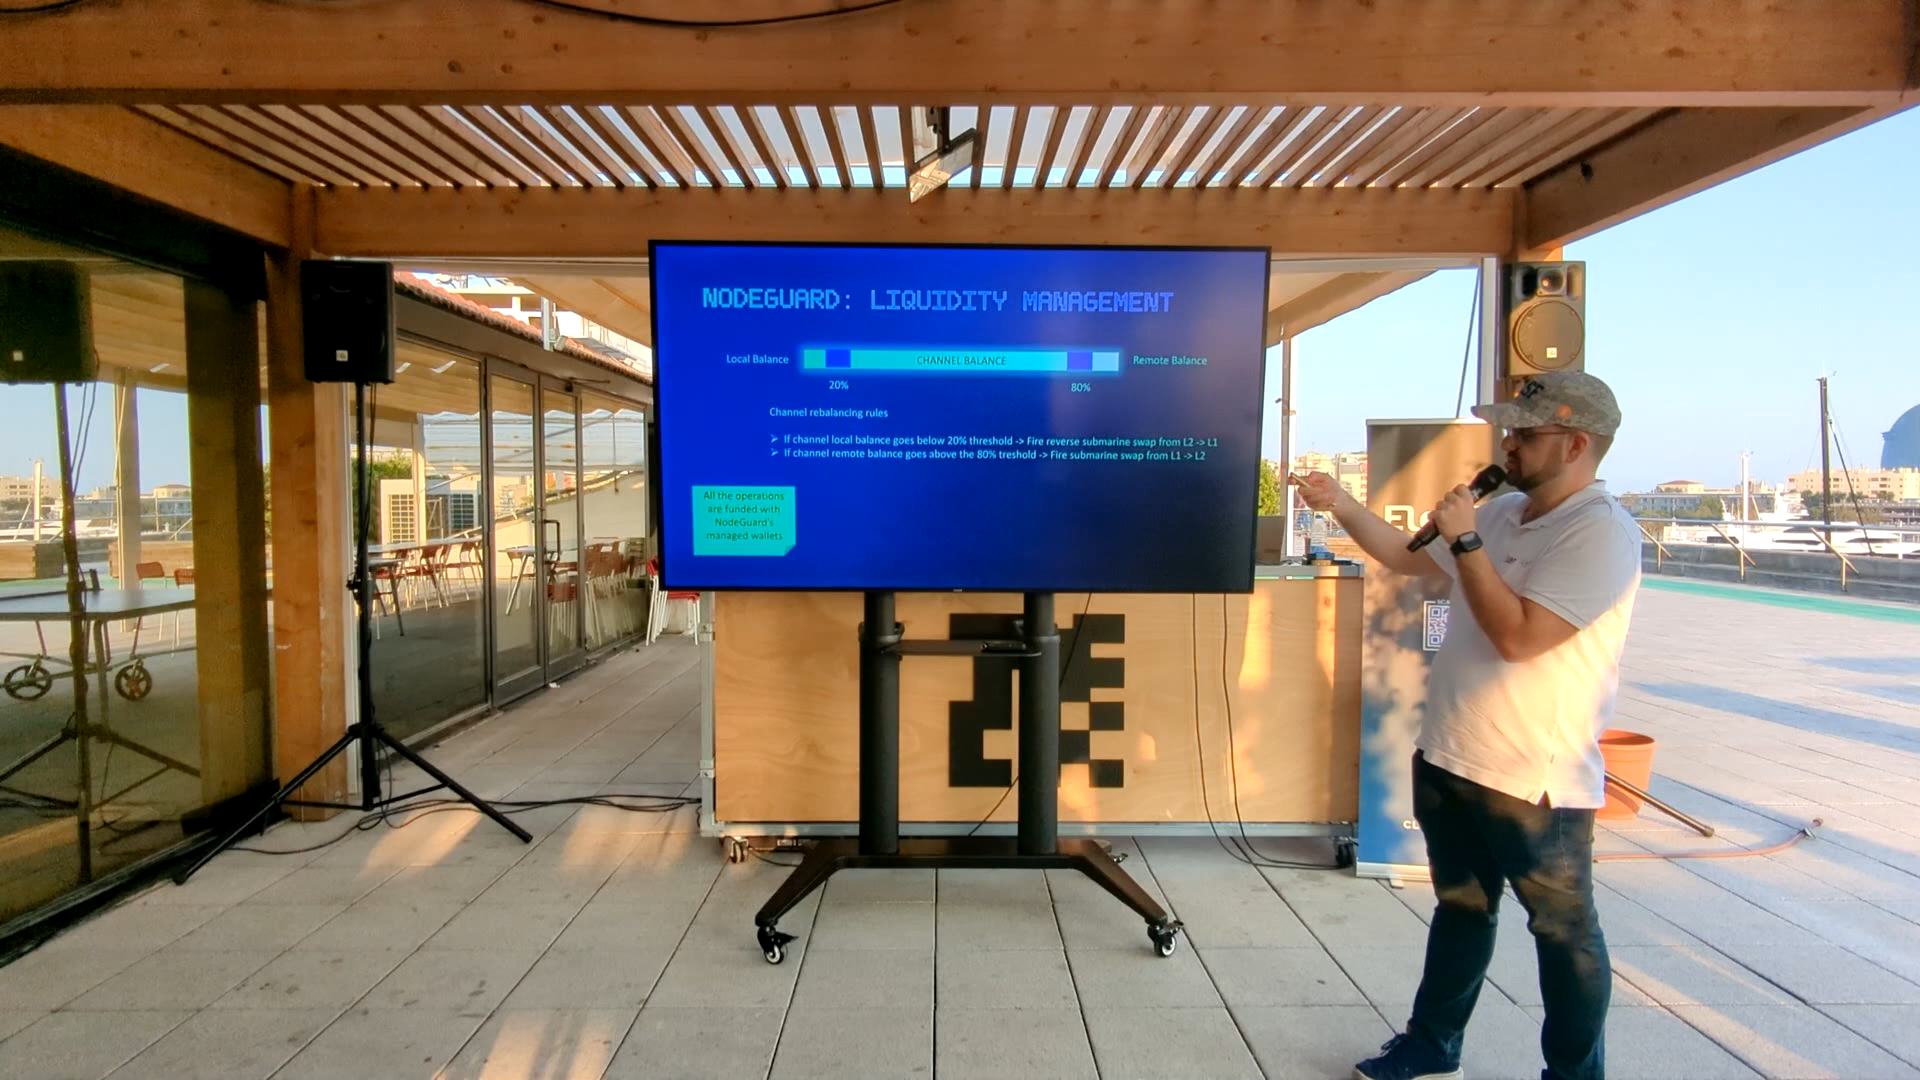 NODEGUARD: LIQUIDITY MANAGEMENT
Local Balance
CHANNEL BALANCE
Remote Balance
20%
80%
Channel rebalancing rules
➢ If channel local balance goes below 20% threshold -> Fire reverse submarine swap from L2 -> L1
➢ If channel remote balance goes above the 80% treshold -> Fire submarine swap from L1 -> L2
All the operations
are funded with
NodeGuard's
managed wallets